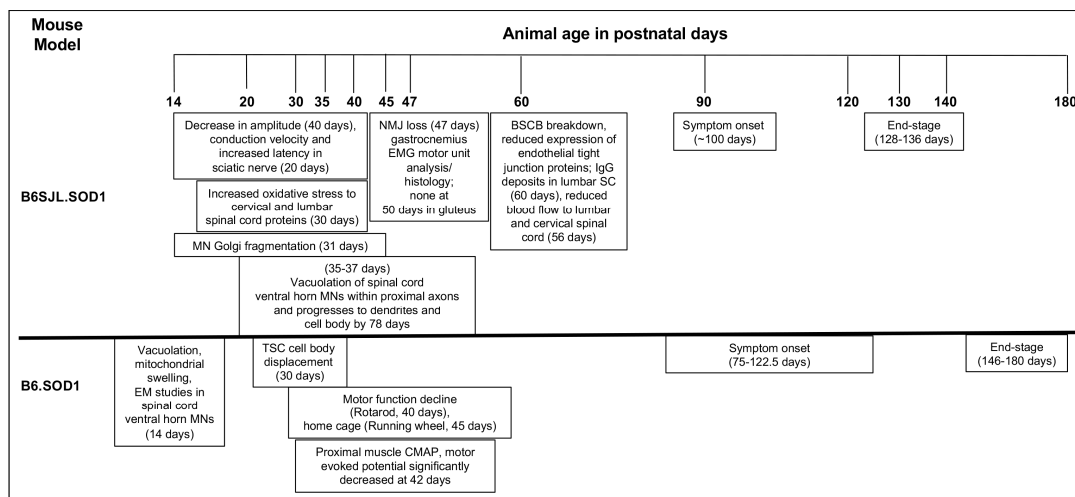 Mouse
Model
Animal age in postnatal days
14 20 30 35 40 45 47 60 90 120 130 140 180
B6SJL.SOD1
Decrease in amplitude (40 days),
conduction velocity and
increased latency in
sciatic nerve (20 days)
Increased oxidative stress to
cervical and lumbar
spinal cord proteins (30 days)
MN Golgi fragmentation (31 days)
(35-37 days)
Vacuolation of spinal cord
ventral horn MNs within proximal axons
and progresses to dendrites and
cell body by 78 days
NMJ loss (47 days)
gastrocnemius
EMG motor unit
analysis/
histology;
none at
50 days in gluteus
BSCB breakdown,
reduced expression of
endothelial tight
junction proteins; IgG
deposits in lumbar SC
(60 days), reduced
blood flow to lumbar
and cervical spinal
cord (56 days)
Symptom onset
(~100 days)
End-stage
(128-136 days)
B6.SOD1
Vacuolation,
mitochondrial
swelling,
EM studies in
spinal cord
ventral horn MNs
(14 days)
TSC cell body
displacement
(30 days)
Motor function decline
(Rotarod, 40 days),
home cage (Running wheel, 45 days)
Proximal muscle CMAP, motor
evoked potential significantly
decreased at 42 days
Symptom onset
(75-122.5 days)
End-stage
(146-180 days)